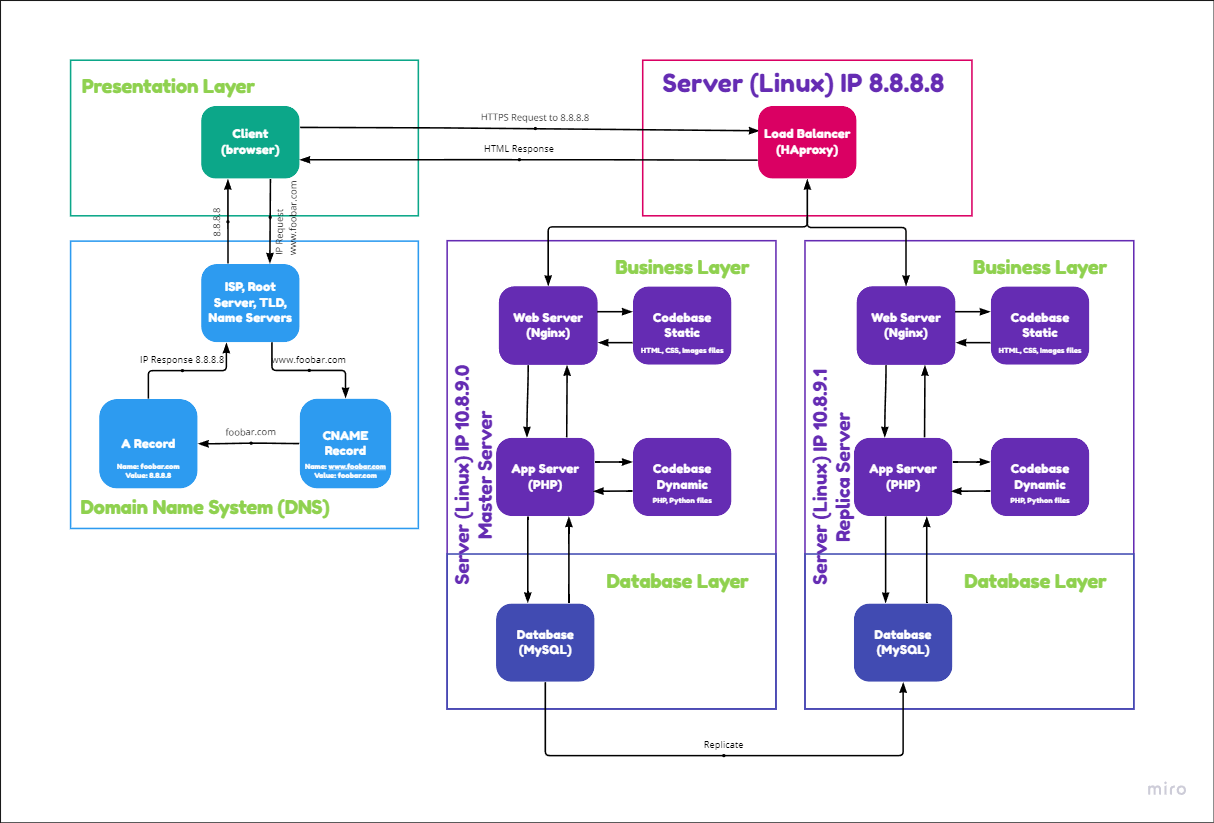 Presentation Layer
Client
(browser)
HTTPS Request to 8.8.8.8
HTML Response
Server (Linux) IP 8.8.8.8
Load Balancer
(HAproxy)
8.8.8.8
IP Request
www.foobar.com
ISP, Root
Server, TLD,
Name Servers
IP Response 8.8.8.8
www.foobar.com
A Record
Name: foobar.com
Value: 8.8.8.8
foobar.com
CNAME
Record
Name: www.foobar.com
Value: foobar.com
Domain Name System (DNS)
Server (Linux) IP 10.8.9.0
Master Server
Business Layer
Web Server
(Nginx)
Codebase
Static
HTML, CSS, Images files
App Server
(PHP)
Codebase
Dynamic
PHP, Python files
Database Layer
Database
(MySQL)
Server (Linux) IP 10.8.9.1
Replica Server
Business Layer
Web Server
(Nginx)
Codebase
Static
HTML, CSS, Images files
App Server
(PHP)
Codebase
Dynamic
PHP, Python files
Database Layer
Database
(MySQL)
Replicate
miro